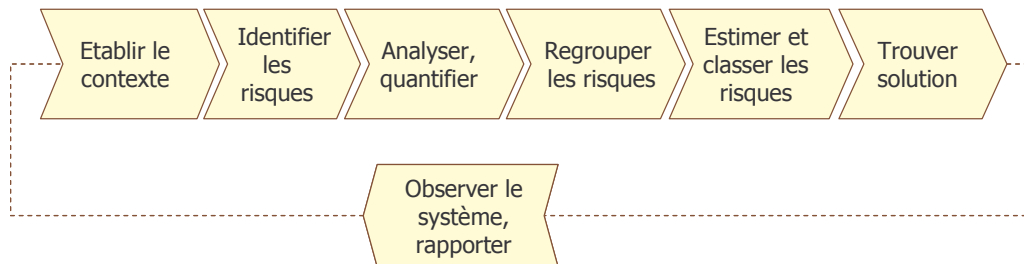 Etablir le
contexte
Identifier
les
risques
Analyser,
quantifier
Regrouper
les risques
Estimer et
classer les
risques
Trouver
solution
Observer le
système,
rapporter